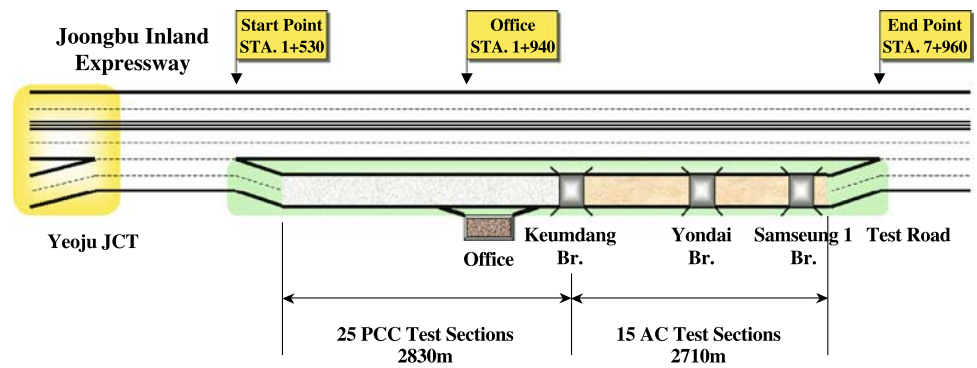 Joongbu Inland
Expressway
Start Point
STA. 1+530
Office
STA. 1+940
End Point
STA. 7+960
Yeoju JCT
Office
Keumdang
Br.
Yondai
Br.
Samseung 1
Br.
Test Road
25 PCC Test Sections
2830m
15 AC Test Sections
2710m